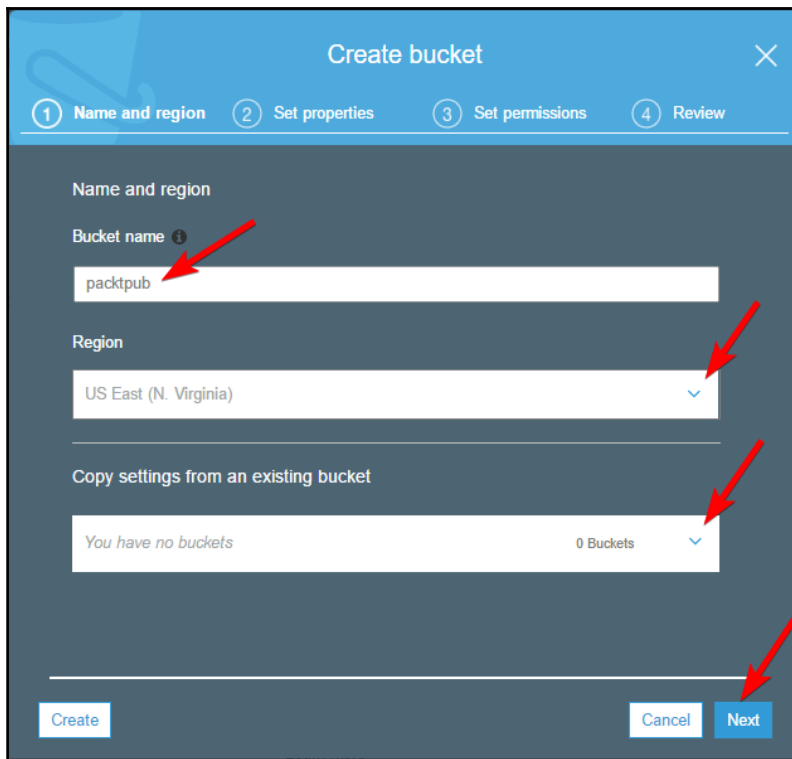 Create bucket
1 Name and region 2 Set properties 3 Set permissions 4 Review
Name and region
Bucket name
packtpub
Region
US East (N. Virginia)
Copy settings from an existing bucket
You have no buckets 0 Buckets
Create Cancel Next